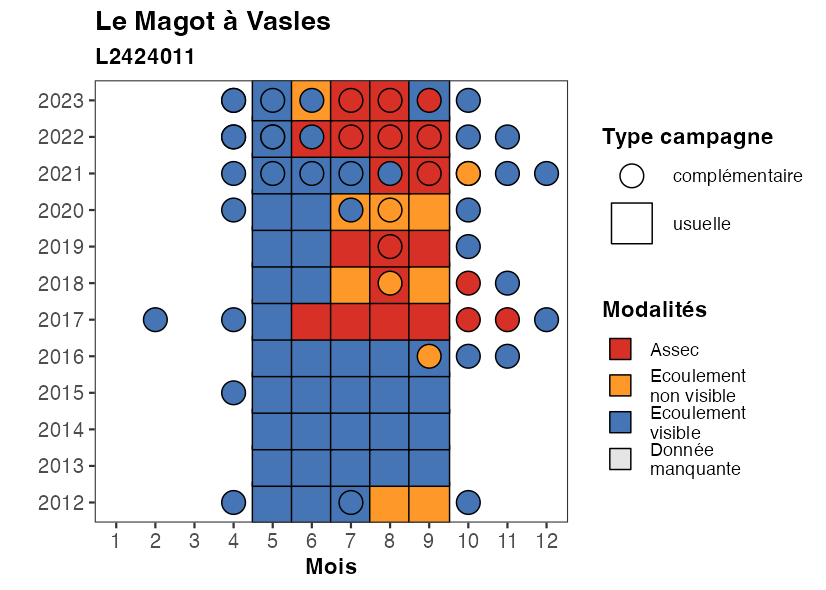 Le Magot à Vasles
L2424011
2023
2022
2021
2020
2019
2018
2017
2016
2015
2014
2013
2012
1 2 3 4 5 6 7 8 9 10 11 12
Mois
Type campagne
complémentaire
usuelle
Modalités
Assec
Ecoulement
non visible
Ecoulement
visible
Donnée
manquante